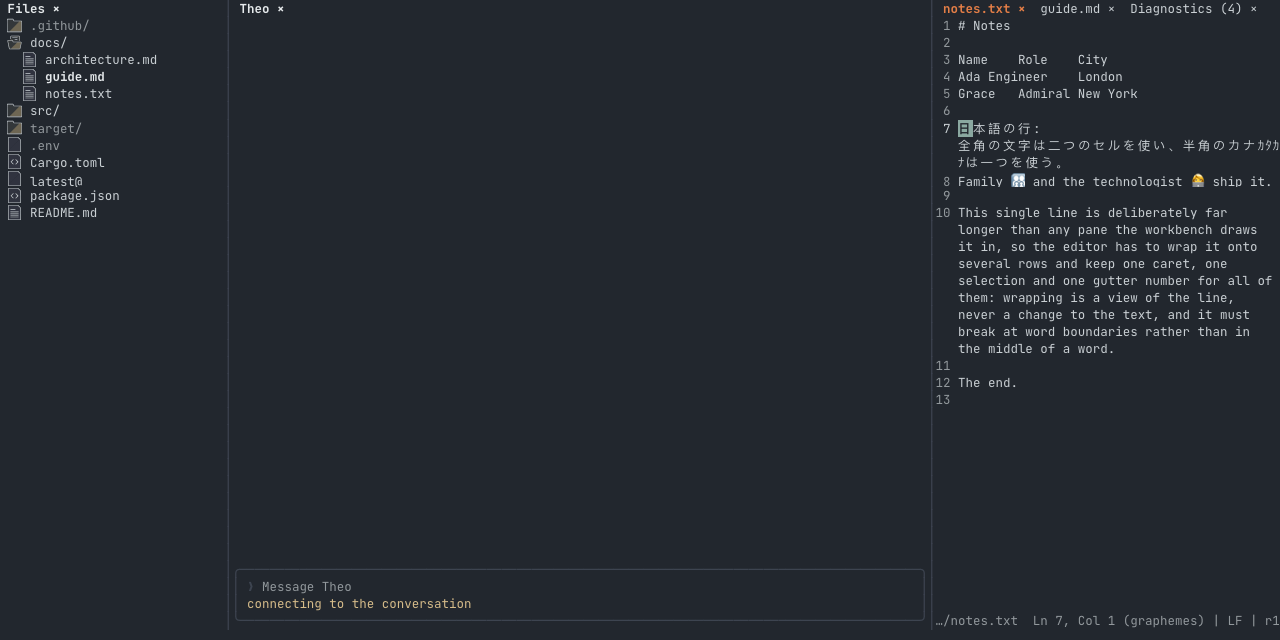 Files ×
.github/
docs/
architecture.md
guide.md
notes.txt
src/
target/
.env
Cargo.toml
latest@
package.json
README.md
Theo ×
⟩ Message Theo
connecting to the conversation
notes.txt × guide.md × Diagnostics (4) ×
1 # Notes
2
3 Name    Role    City
4 Ada Engineer    London
5 Grace   Admiral New York
6
7 日本語の行:
全角の文字は二つのセルを使い、半角のカナｶﾀｶ
ﾅは一つを使う。
8 Family and the technologist ship it.
9
10 This single line is deliberately far
longer than any pane the workbench draws
it in, so the editor has to wrap it onto
several rows and keep one caret, one
selection and one gutter number for all of
them: wrapping is a view of the line,
never a change to the text, and it must
break at word boundaries rather than in
the middle of a word.
11
12 The end.
13
…/notes.txt  Ln 7, Col 1 (graphemes) | LF | r1